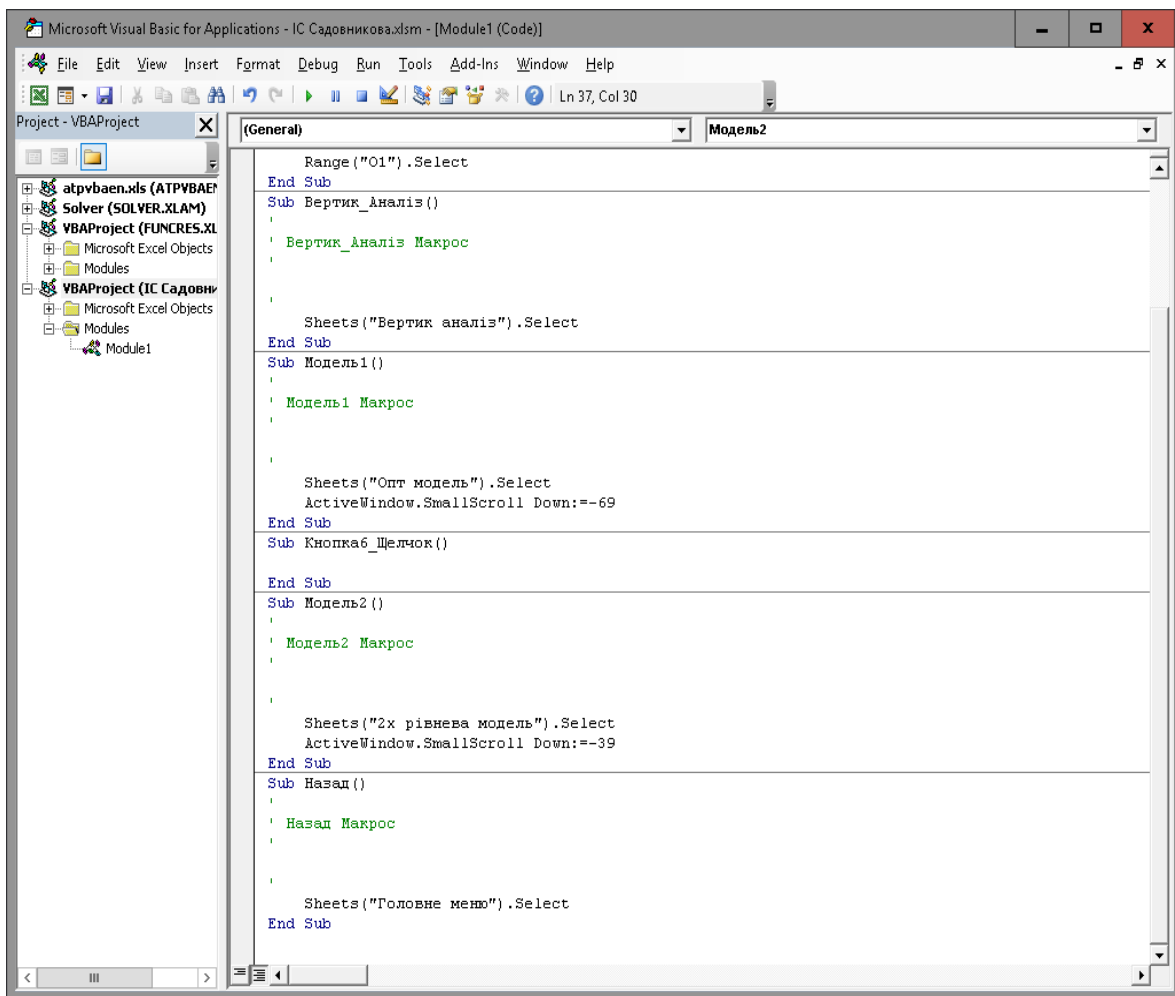 Microsoft Visual Basic for Applications - ІС Садовникова.xlsm - [Module1 (Code)]
File Edit View Insert Format Debug Run Tools Add-Ins Window Help
Ln 37, Col 30
Project - VBAProject
(General)
Модель2
atpvbaen.xls (ATPVBAEN
Solver (SOLVER.XLAM)
VBAProject (FUNCRES.XL
Microsoft Excel Objects
Modules
VBAProject (ІС Садовни
Microsoft Excel Objects
Modules
Module1
Range("O1").Select
End Sub
Sub Вертик_Аналіз()
'
' Вертик_Аналіз Макрос
'
'
Sheets("Вертик аналіз").Select
End Sub
Sub Модель1()
'
' Модель1 Макрос
'
'
Sheets("Опт модель").Select
ActiveWindow.SmallScroll Down:=-69
End Sub
Sub Кнопка6_Щелчок()
End Sub
Sub Модель2()
'
' Модель2 Макрос
'
'
Sheets("2х рівнева модель").Select
ActiveWindow.SmallScroll Down:=-39
End Sub
Sub Назад()
'
' Назад Макрос
'
'
Sheets("Головне меню").Select
End Sub